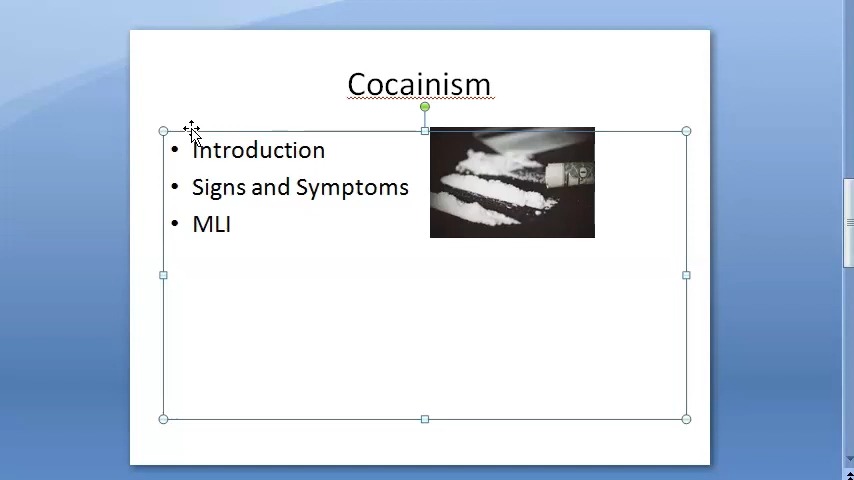 Cocainism
• Introduction
• Signs and Symptoms
• MLI